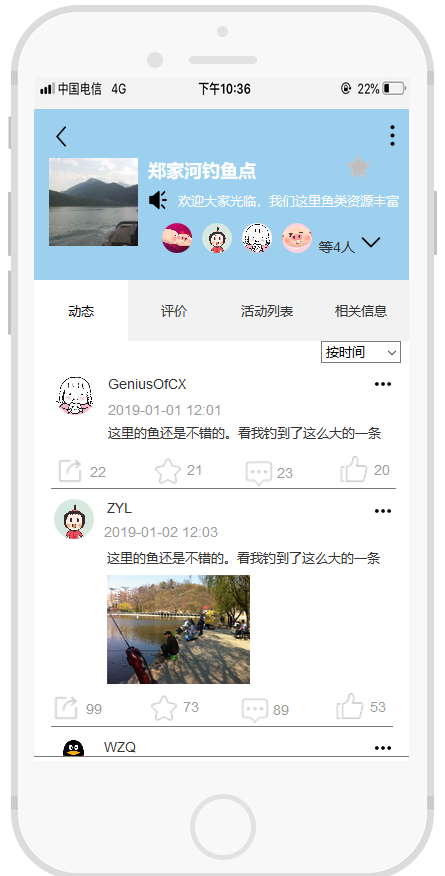 中国电信 4G 下午10:36 22%
郑家河钓鱼点
欢迎大家光临，我们这里鱼类资源丰富
等4人
动态 评价 活动列表 相关信息
按时间
GeniusOfCX
2019-01-01 12:01
这里的鱼还是不错的。看我钓到了这么大的一条
22 21 23 20
ZYL
2019-01-02 12:03
这里的鱼还是不错的。看我钓到了这么大的一条
99 73 89 53
WZQ